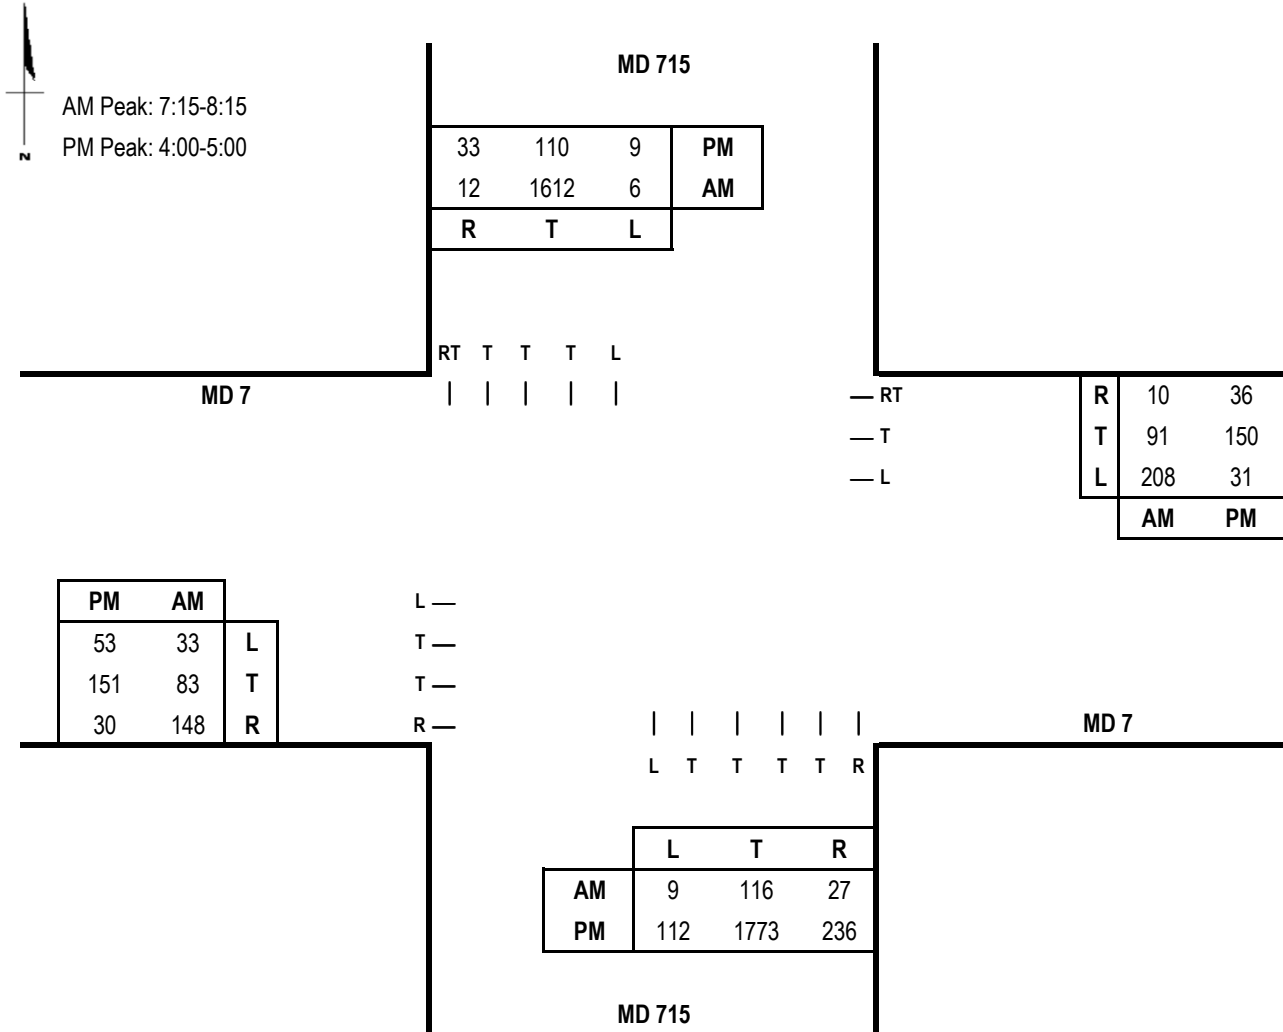 MD 715
AM Peak: 7:15-8:15
PM Peak: 4:00-5:00
N
33 110 9 PM
12 1612 6 AM
R T L
RT T T T L
MD 7
RT
T
L
R 10 36
T 91 150
L 208 31
AM PM
PM AM
53 33 L
151 83 T
30 148 R
L
T
T
R
MD 7
L T T T T R
L T R
AM 9 116 27
PM 112 1773 236
MD 715